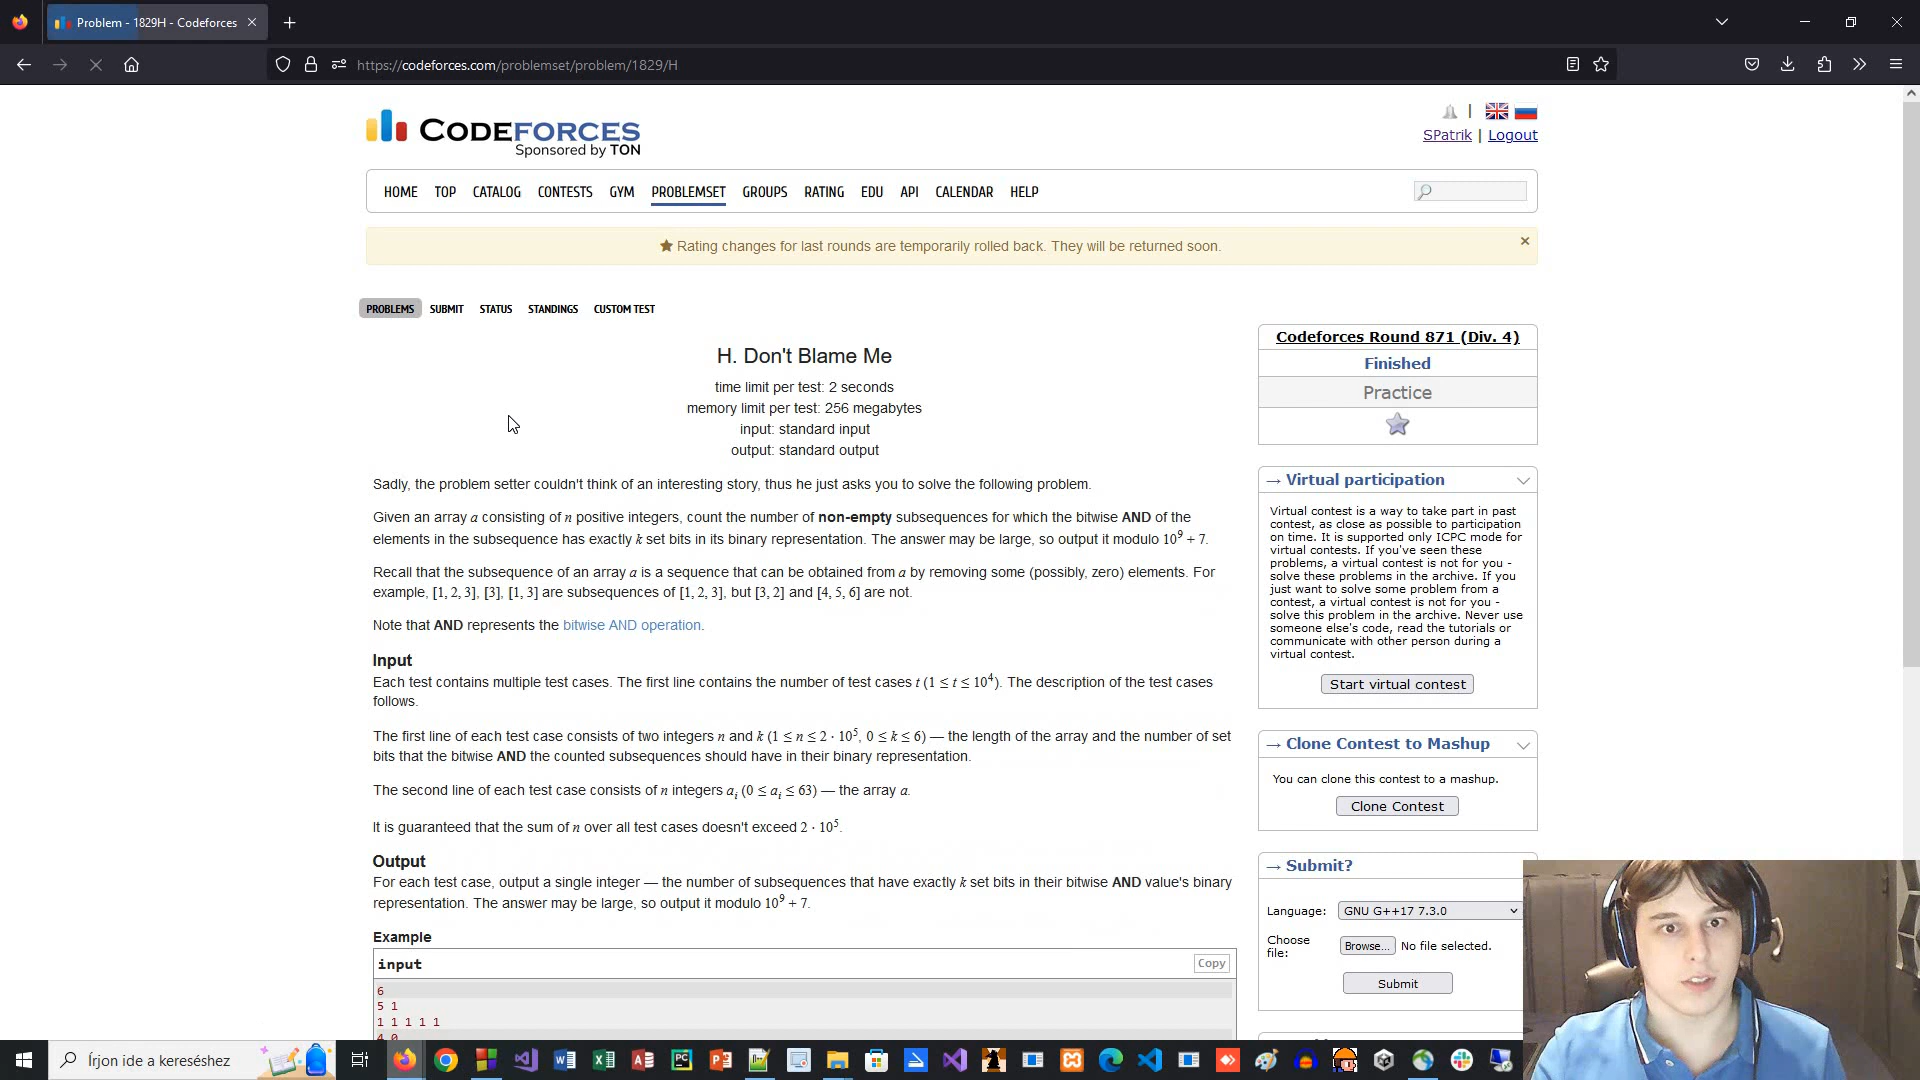 Problem - 1829H - Codeforces
https://codeforces.com/problemset/problem/1829/H
CODEFORCES
Sponsored by TON
|
SPatrik | Logout
HOME TOP CATALOG CONTESTS GYM PROBLEMSET GROUPS RATING EDU API CALENDAR HELP
Rating changes for last rounds are temporarily rolled back. They will be returned soon.
PROBLEMS SUBMIT STATUS STANDINGS CUSTOM TEST
H. Don't Blame Me
time limit per test: 2 seconds
memory limit per test: 256 megabytes
input: standard input
output: standard output
Sadly, the problem setter couldn't think of an interesting story, thus he just asks you to solve the following problem.
Given an array a consisting of n positive integers, count the number of non-empty subsequences for which the bitwise AND of the
elements in the subsequence has exactly k set bits in its binary representation. The answer may be large, so output it modulo 10⁹ + 7.
Recall that the subsequence of an array a is a sequence that can be obtained from a by removing some (possibly, zero) elements. For
example, [1, 2, 3], [3], [1, 3] are subsequences of [1, 2, 3], but [3, 2] and [4, 5, 6] are not.
Note that AND represents the bitwise AND operation.
Input
Each test contains multiple test cases. The first line contains the number of test cases t (1 ≤ t ≤ 10⁴). The description of the test cases
follows.
The first line of each test case consists of two integers n and k (1 ≤ n ≤ 2 · 10⁵, 0 ≤ k ≤ 6) — the length of the array and the number of set
bits that the bitwise AND the counted subsequences should have in their binary representation.
The second line of each test case consists of n integers aᵢ (0 ≤ aᵢ ≤ 63) — the array a.
It is guaranteed that the sum of n over all test cases doesn't exceed 2 · 10⁵.
Output
For each test case, output a single integer — the number of subsequences that have exactly k set bits in their bitwise AND value's binary
representation. The answer may be large, so output it modulo 10⁹ + 7.
Example
input
Copy
6
5 1
1 1 1 1 1
4 0
Codeforces Round 871 (Div. 4)
Finished
Practice
→ Virtual participation
Virtual contest is a way to take part in past
contest, as close as possible to participation
on time. It is supported only ICPC mode for
virtual contests. If you've seen these
problems, a virtual contest is not for you -
solve these problems in the archive. If you
just want to solve some problem from a
contest, a virtual contest is not for you -
solve this problem in the archive. Never use
someone else's code, read the tutorials or
communicate with other person during a
virtual contest.
Start virtual contest
→ Clone Contest to Mashup
You can clone this contest to a mashup.
Clone Contest
→ Submit?
Language: GNU G++17 7.3.0
Choose
file:
Browse... No file selected.
Submit
Írjon ide a kereséshez